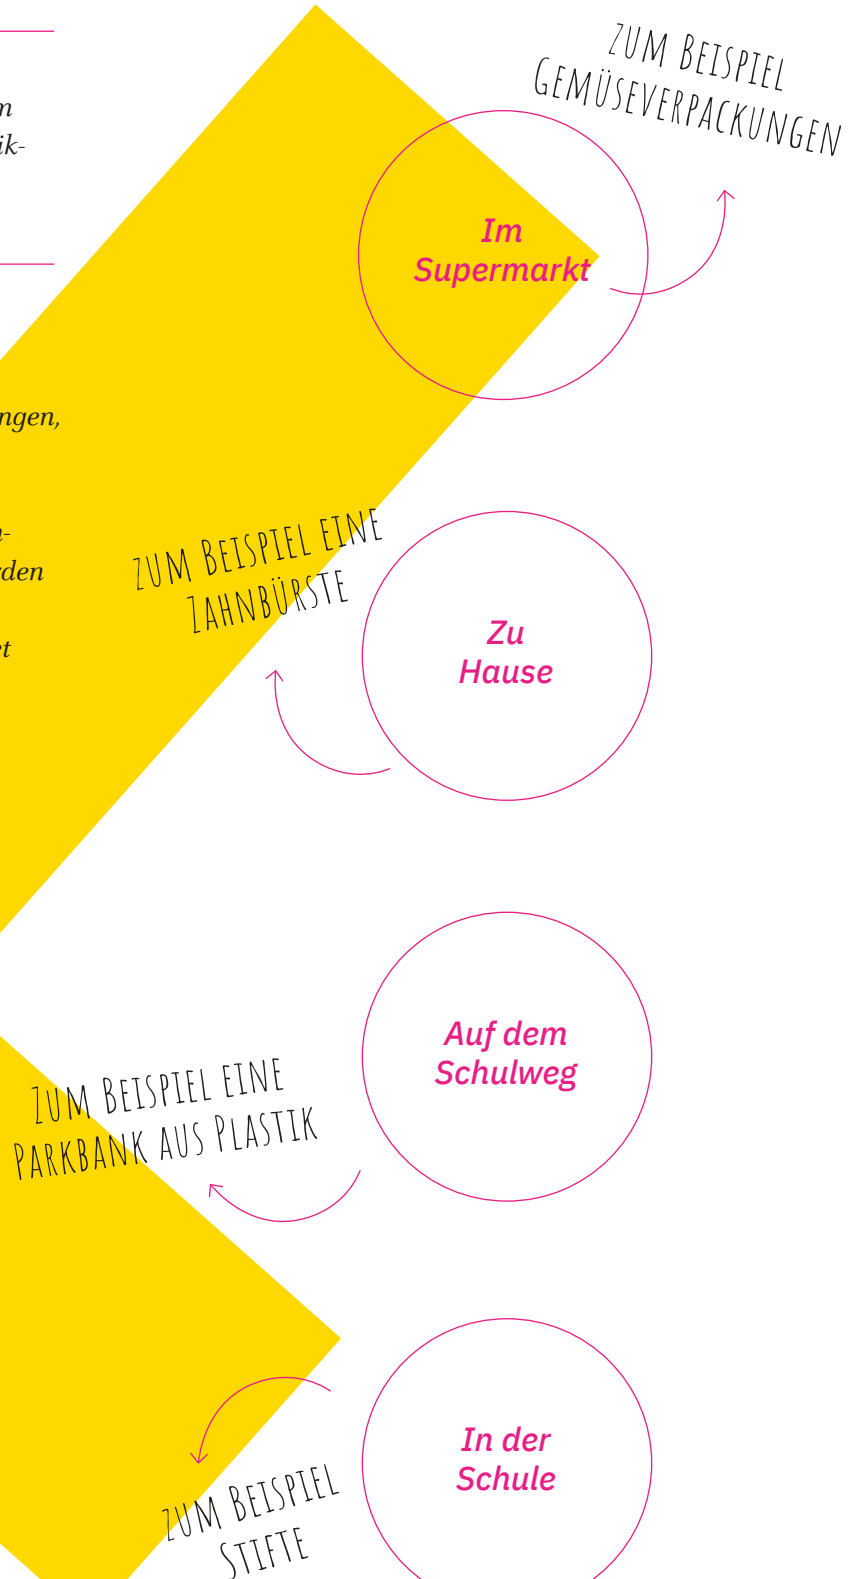 ZUM BEISPIEL
GEMÜSEVERPACKUNGEN
Im
Supermarkt
ZUM BEISPIEL EINE
ZAHNBÜRSTE
Zu
Hause
Auf dem
Schulweg
ZUM BEISPIEL EINE
PARKBANK AUS PLASTIK
In der
Schule
ZUM BEISPIEL
STIFTE